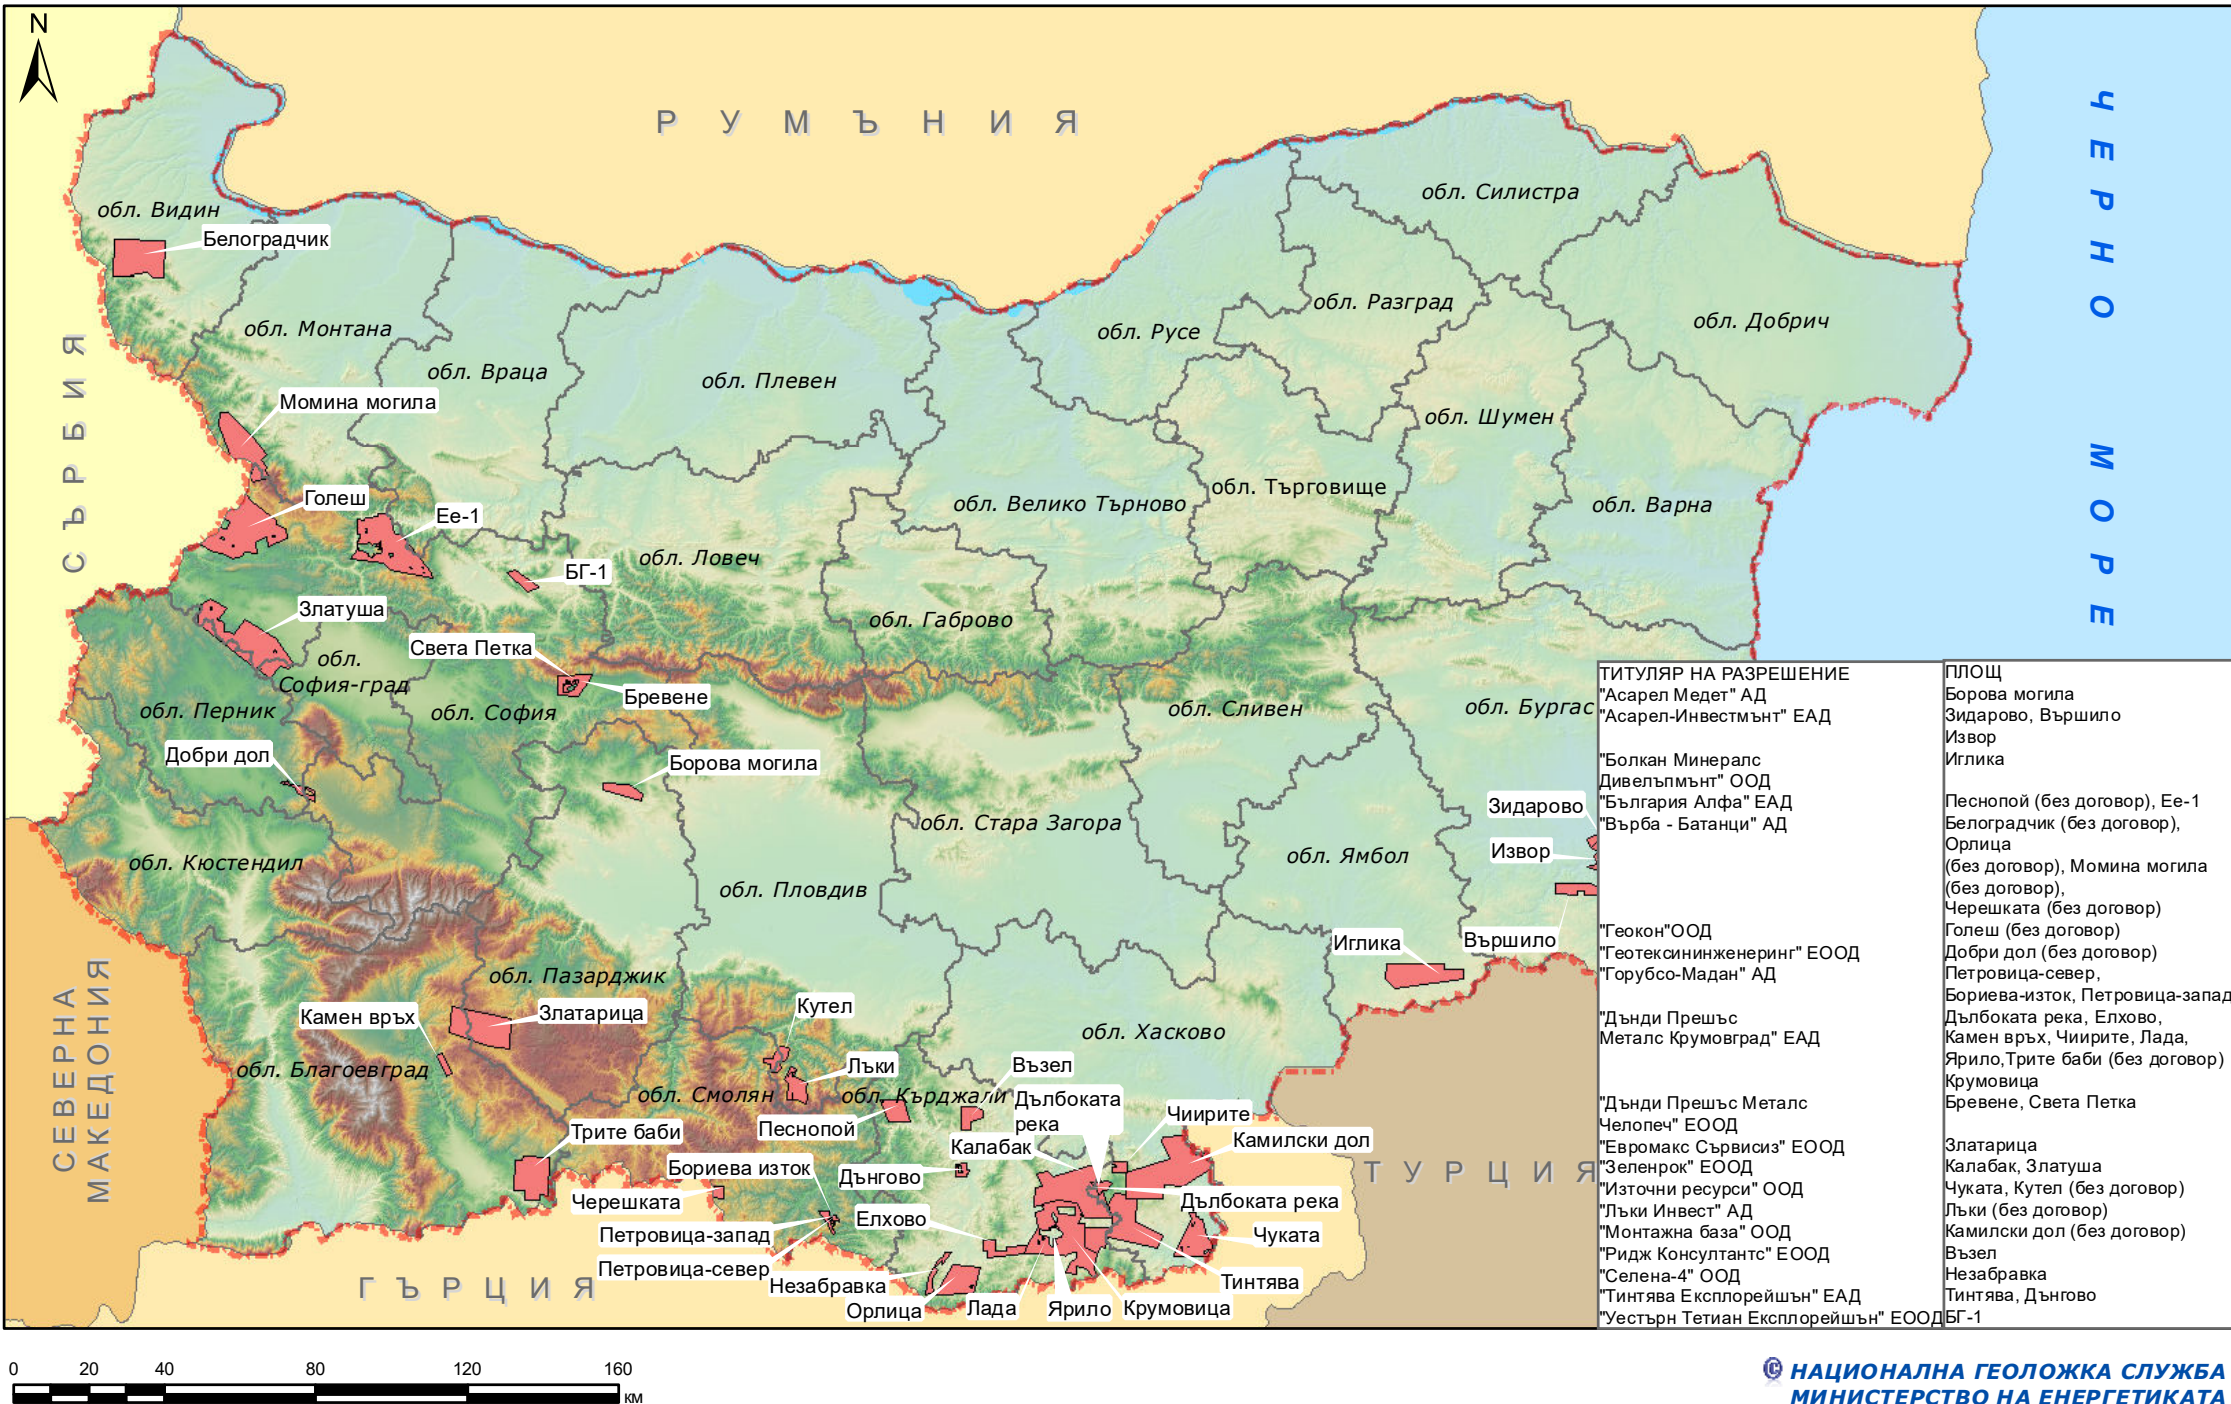 N
РУМЪНИЯ
ЧЕРНО МОРЕ
СЪРБИЯ
СЕВЕРНА
МАКЕДОНИЯ
ГЪРЦИЯ
ТУРЦИЯ
обл. Видин
Белоградчик
обл. Монтана
обл. Враца
обл. Плевен
обл. Русе
обл. Силистра
обл. Разград
обл. Добрич
обл. Шумен
обл. Търговище
обл. Варна
обл. Велико Търново
Момина могила
Голеш
Ее-1
БГ-1
обл. Ловеч
обл. Габрово
Златуша
обл.
София-град
Света Петка
Бревене
обл. Перник
обл. София
обл. Сливен
обл. Бургас
Добри дол
Борова могила
обл. Стара Загора
обл. Ямбол
Зидарово
Извор
Вършило
Иглика
обл. Кюстендил
обл. Пловдив
обл. Пазарджик
обл. Хасково
Камен връх
Златарица
Кутел
обл. Благоевград
Лъки
Възел
обл. Смолян
обл. Кърджали
Дълбоката
река
Чиирите
Песнопой
Калабак
Камилски дол
Трите баби
Бориева изток
Дънгово
Черешката
Дълбоката река
Петровица-запад
Елхово
Чуката
Петровица-север
Незабравка
Тинтява
Орлица
Лада
Ярило
Крумовица
ТИТУЛЯР НА РАЗРЕШЕНИЕ ПЛОЩ
"Асарел Медет" АД Борова могила
"Асарел-Инвестмънт" ЕАД Зидарово, Вършило
Извор
"Болкан Минералс Иглика
Дивелъпмънт" ООД
"България Алфа" ЕАД Песнопой (без договор), Ее-1
"Върба - Батанци" АД Белоградчик (без договор),
Орлица
(без договор), Момина могила
(без договор),
Черешката (без договор)
"Геокон"ООД Голеш (без договор)
"Геотексининженеринг" ЕООД Добри дол (без договор)
"Горубсо-Мадан" АД Петровица-север,
Бориева-изток, Петровица-запад
"Дънди Прешъс Дълбоката река, Елхово,
Металс Крумовград" ЕАД Камен връх, Чиирите, Лада,
Ярило,Трите баби (без договор)
Крумовица
"Дънди Прешъс Металс Бревене, Света Петка
Челопеч" ЕООД
"Евромакс Сървисиз" ЕООД Златарица
"Зеленрок" ЕООД Калабак, Златуша
"Източни ресурси" ООД Чуката, Кутел (без договор)
"Лъки Инвест" АД Лъки (без договор)
"Монтажна база" ООД Камилски дол (без договор)
"Ридж Консултантс" ЕООД Възел
"Селена-4" ООД Незабравка
"Тинтява Експлорейшън" ЕАД Тинтява, Дънгово
"Уестърн Тетиан Експлорейшън" ЕООД БГ-1
0 20 40 80 120 160
км
© НАЦИОНАЛНА ГЕОЛОЖКА СЛУЖБА
МИНИСТЕРСТВО НА ЕНЕРГЕТИКАТА